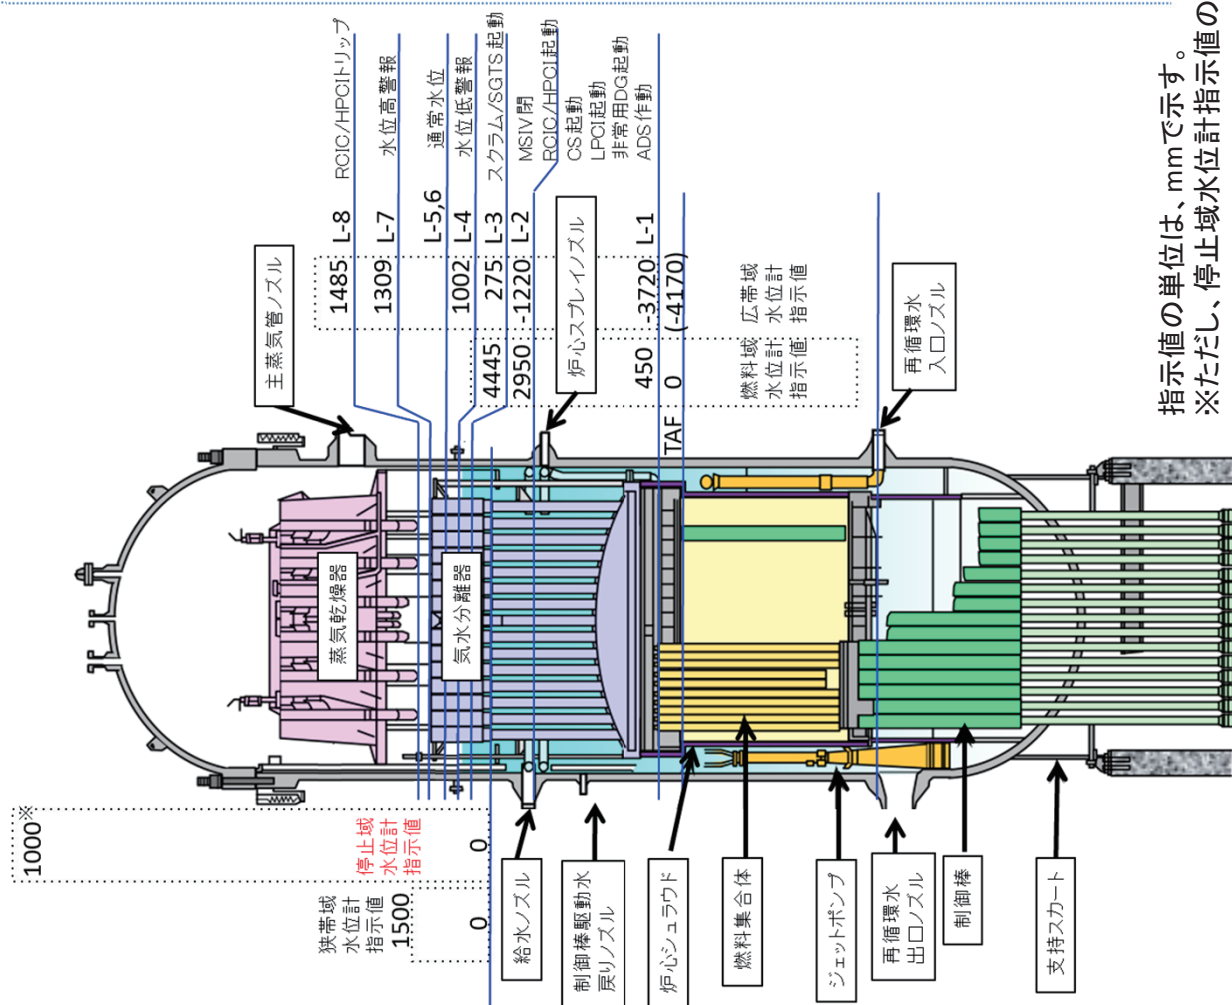 RCIC/HPCIトリップ
水位高警報
通常水位
水位低警報
スクラム/SGTS起動
MSIV閉
RCIC/HPCI起動
CS起動
LPCI起動
非常用DG起動
ADS作動
1485 L-8
1309 L-7
L-5,6
1002 L-4
4445 275 L-3
2950 -1220 L-2
450 -3720 L-1
TAF 0 (-4170)
燃料域
水位計
指示値
広帯域
水位計
指示値
主蒸気管ノズル
炉心スプレイノズル
再循環水
入口ノズル
蒸気乾燥器
気水分離器
1000※
停止域
水位計
指示値
0
狭帯域
水位計
指示値
1500
0
給水ノズル
制御棒駆動水
戻りノズル
炉心シュラウド
燃料集合体
ジェットポンプ
再循環水
出口ノズル
制御棒
支持スカート
指示値の単位は、mmで示す。
※ただし、停止域水位計指示値の